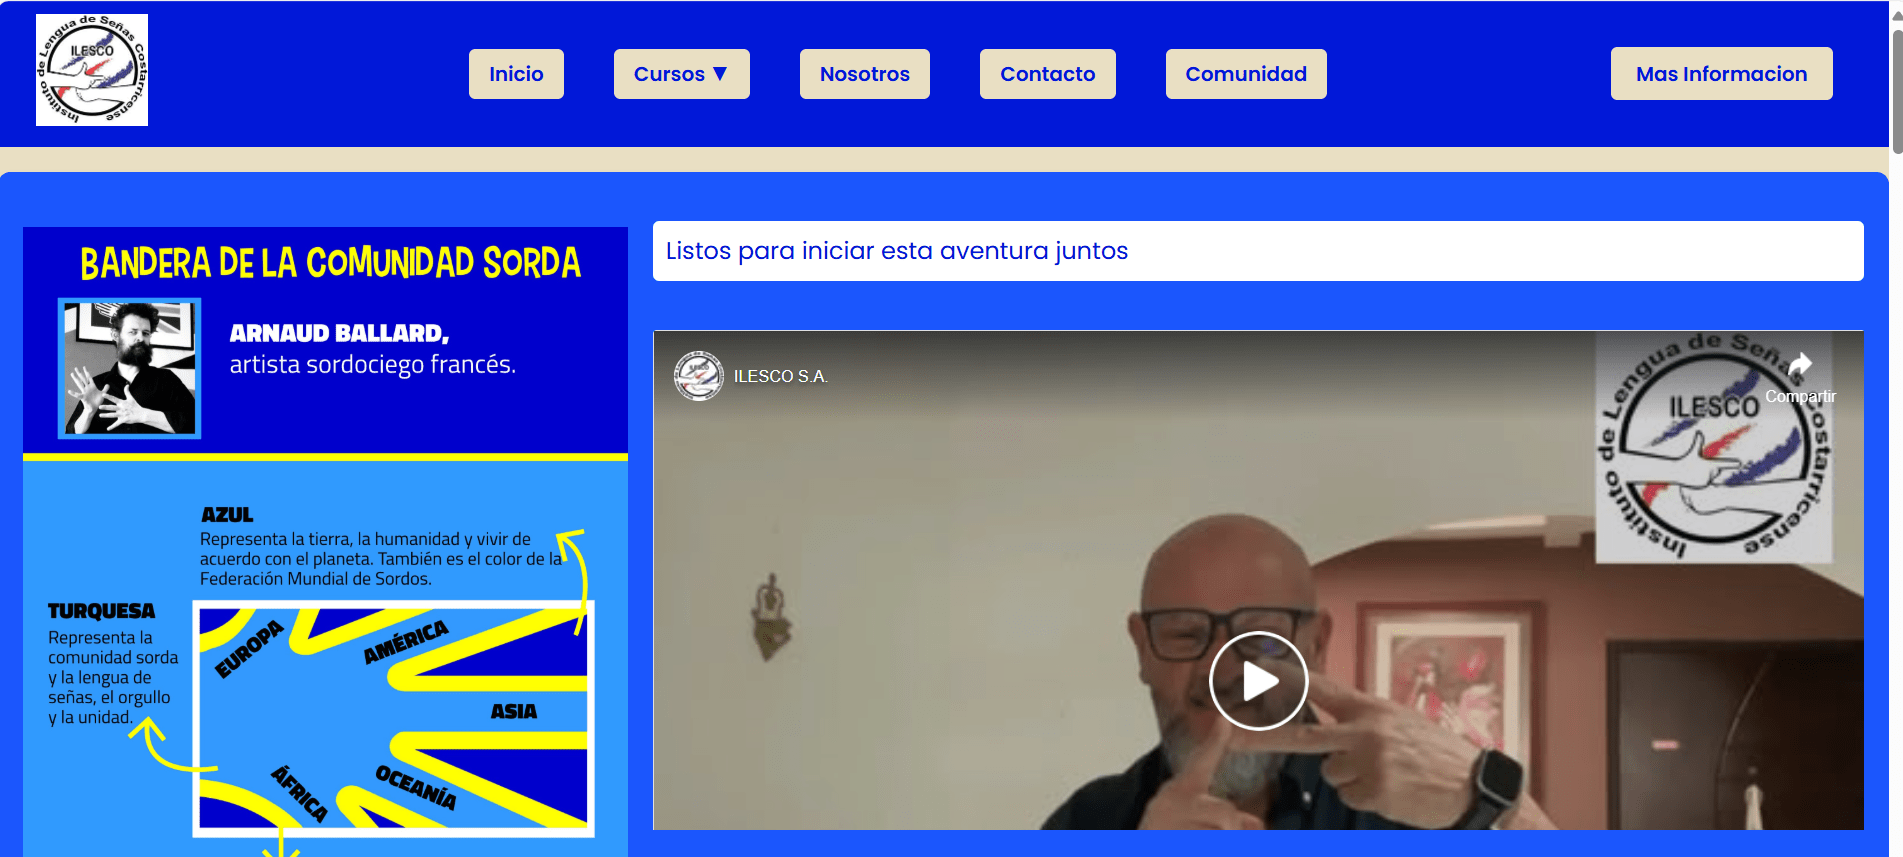 Instituto de Lengua de Señas Costarricense
ILESCO
Inicio
Cursos ▼
Nosotros
Contacto
Comunidad
Mas Informacion
BANDERA DE LA COMUNIDAD SORDA
ARNAUD BALLARD,
artista sordociego francés.
AZUL
Representa la tierra, la humanidad y vivir de
acuerdo con el planeta. También es el color de la
Federación Mundial de Sordos.
TURQUESA
Representa la
comunidad sorda
y la lengua de
señas, el orgullo
y la unidad.
EUROPA
AMÉRICA
ASIA
OCEANÍA
ÁFRICA
Listos para iniciar esta aventura juntos
ILESCO S.A.
Compartir
Instituto de Lengua de Señas Costarricense
ILESCO